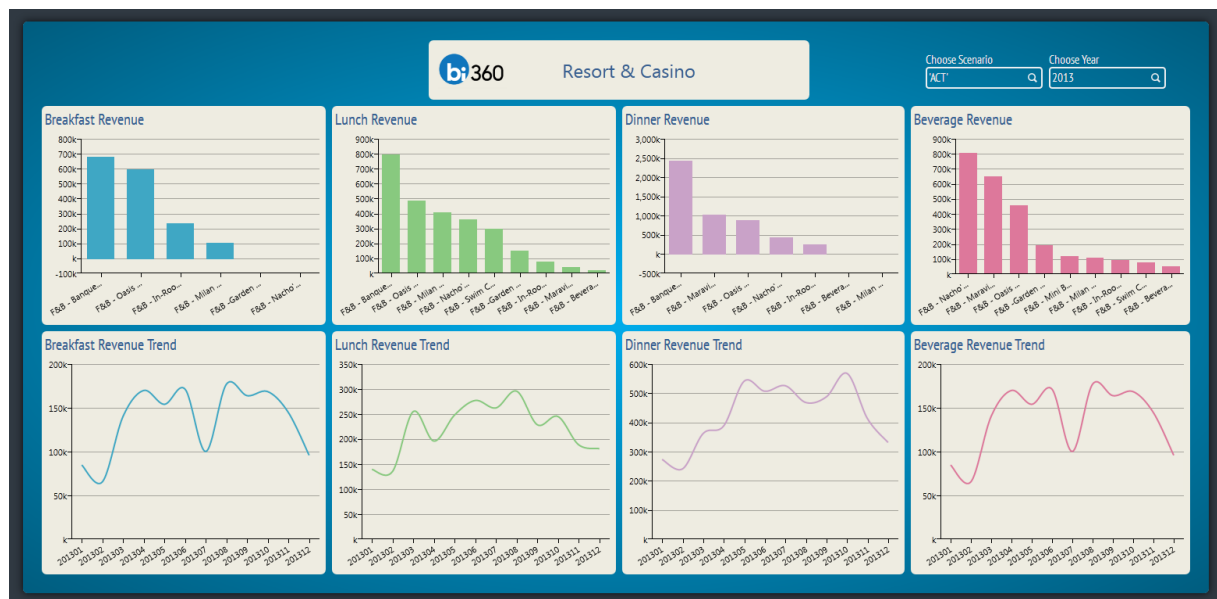 bi 360
Resort & Casino
Choose Scenario
Choose Year
'ACT'
2013
Breakfast Revenue
800k
700k
600k
500k
400k
300k
200k
100k
k
-100k
F&B - Banque...
F&B - Oasis ...
F&B - In-Roo...
F&B - Milan ...
F&B -Garden ...
F&B - Nacho'...
Lunch Revenue
900k
800k
700k
600k
500k
400k
300k
200k
100k
k
F&B - Banque...
F&B - Oasis ...
F&B - Milan ...
F&B - Nacho'...
F&B - Swim C...
F&B -Garden ...
F&B - In-Roo...
F&B - Maravi...
F&B - Bevera...
Dinner Revenue
3,000k
2,500k
2,000k
1,500k
1,000k
500k
k
-500k
F&B - Banque...
F&B - Maravi...
F&B - Oasis ...
F&B - Nacho'...
F&B - In-Roo...
F&B - Bevera...
F&B - Milan ...
Beverage Revenue
900k
800k
700k
600k
500k
400k
300k
200k
100k
k
F&B - Nacho'...
F&B - Maravi...
F&B - Oasis ...
F&B -Garden ...
F&B - Mini B...
F&B - Milan ...
F&B - In-Roo...
F&B - Swim C...
F&B - Bevera...
Breakfast Revenue Trend
200k
150k
100k
50k
k
201301
201302
201303
201304
201305
201306
201307
201308
201309
201310
201311
201312
Lunch Revenue Trend
350k
300k
250k
200k
150k
100k
50k
k
201301
201302
201303
201304
201305
201306
201307
201308
201309
201310
201311
201312
Dinner Revenue Trend
600k
500k
400k
300k
200k
100k
k
201301
201302
201303
201304
201305
201306
201307
201308
201309
201310
201311
201312
Beverage Revenue Trend
200k
150k
100k
50k
k
201301
201302
201303
201304
201305
201306
201307
201308
201309
201310
201311
201312